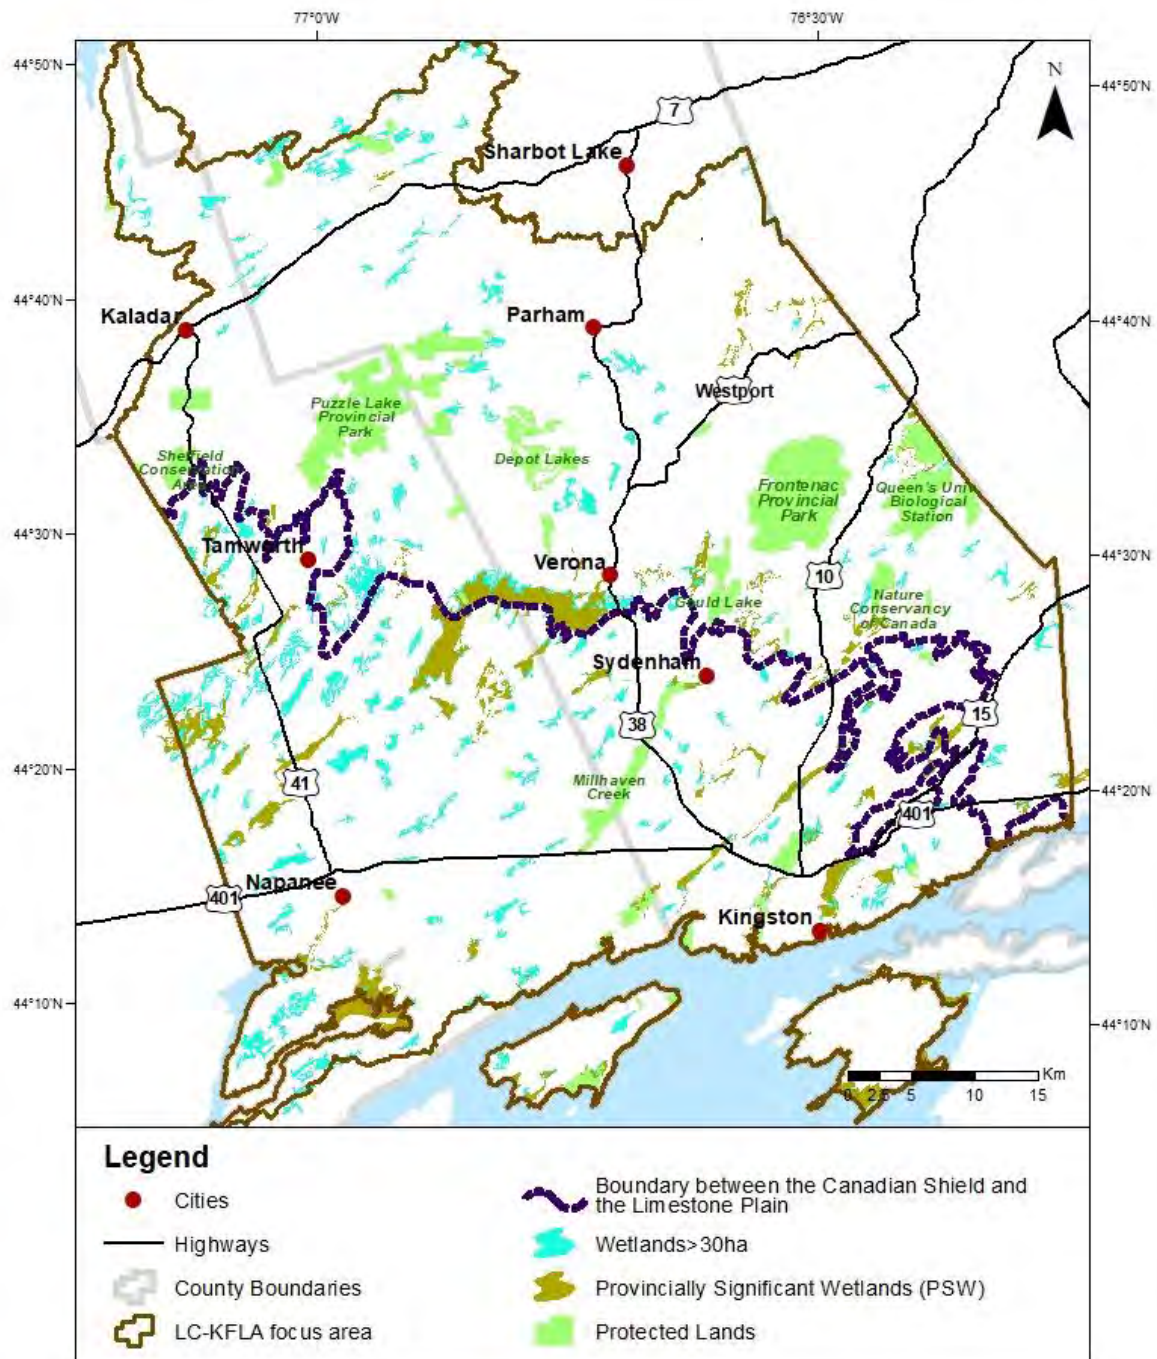 77°0'W
76°30'W
44°50'N
44°50'N
N
7
Sharbot Lake
44°40'N
44°40'N
Kaladar
Parham
Westport
Puzzle Lake
Provincial
Park
Sheffield
Conservation
Area
Depot Lakes
Frontenac
Provincial
Park
Queen's Univ.
Biological
Station
44°30'N
44°30'N
Tamworth
Verona
10
Gould Lake
Nature
Conservancy
of Canada
Sydenham
38
15
44°20'N
44°20'N
41
Millhaven
Creek
401
Napanee
401
Kingston
44°10'N
44°10'N
Km
0 2.5 5 10 15
Legend
Cities
Highways
County Boundaries
LC-KFLA focus area
Boundary between the Canadian Shield and
the Limestone Plain
Wetlands>30ha
Provincially Significant Wetlands (PSW)
Protected Lands